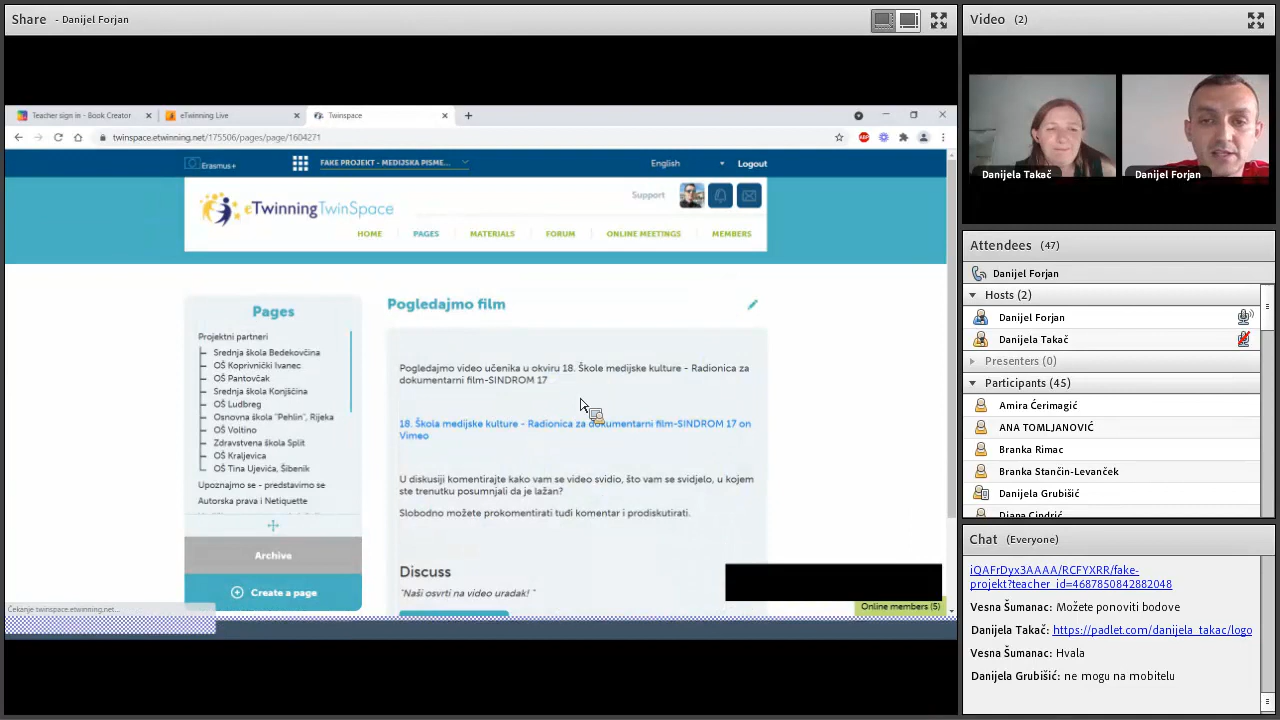 Share - Danijel Forjan
Teacher sign in - Book Creator
eTwinning Live
Twinspace
twinspace.etwinning.net/175506/pages/page/1604271
Erasmus+
FAKE PROJEKT - MEDIJSKA PISME...
English
Logout
eTwinning TwinSpace
Support
HOME
PAGES
MATERIALS
FORUM
ONLINE MEETINGS
MEMBERS
Pages
Projektni partneri
Srednja škola Bedekovčina
OŠ Koprivnički Ivanec
OŠ Pantovčak
Srednja škola Konjščina
OŠ Ludbreg
Osnovna škola "Pehlin", Rijeka
OŠ Voltino
Zdravstvena škola Split
OŠ Kraljevica
OŠ Tina Ujevića, Šibenik
Upoznajmo se - predstavimo se
Autorska prava i Netiquette
Archive
Create a page
Čekanje twinspace.etwinning.net...
Pogledajmo film
Pogledajmo video učenika u okviru 18. Škole medijske kulture - Radionica za
dokumentarni film-SINDROM 17
18. Škola medijske kulture - Radionica za dokumentarni film-SINDROM 17 on
Vimeo
U diskusiji komentirajte kako vam se video svidio, što vam se svidjelo, u kojem
ste trenutku posumnjali da je lažan?
Slobodno možete prokomentirati tuđi komentar i prodiskutirati.
Discuss
"Naši osvrti na video uradak! "
Online members (5)
Video (2)
Danijela Takač
Danijel Forjan
Attendees (47)
Danijel Forjan
Hosts (2)
Danijel Forjan
Danijela Takač
Presenters (0)
Participants (45)
Amira Ćerimagić
ANA TOMLJANOVIĆ
Branka Rimac
Branka Stančin-Levanček
Danijela Grubišić
Diana Cindrić
Chat (Everyone)
iQAFrDyx3AAAA/RCFYXRR/fake-
projekt?teacher_id=4687850842882048
Vesna Šumanac: Možete ponoviti bodove
Danijela Takač: https://padlet.com/danijela_takac/logo
Vesna Šumanac: Hvala
Danijela Grubišić: ne mogu na mobitelu